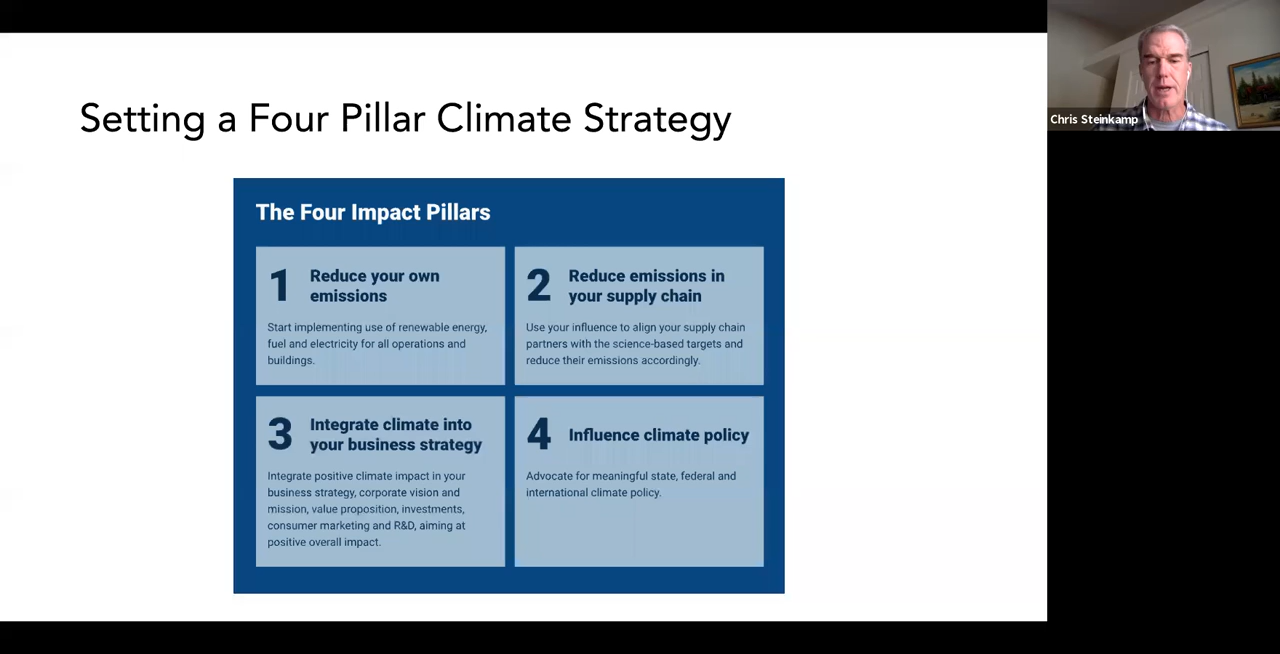 Setting a Four Pillar Climate Strategy
The Four Impact Pillars
1
Reduce your own
emissions
Start implementing use of renewable energy,
fuel and electricity for all operations and
buildings.
2
Reduce emissions in
your supply chain
Use your influence to align your supply chain
partners with the science-based targets and
reduce their emissions accordingly.
3
Integrate climate into
your business strategy
Integrate positive climate impact in your
business strategy, corporate vision and
mission, value proposition, investments,
consumer marketing and R&D, aiming at
positive overall impact.
4
Influence climate policy
Advocate for meaningful state, federal and
international climate policy.
Chris Steinkamp